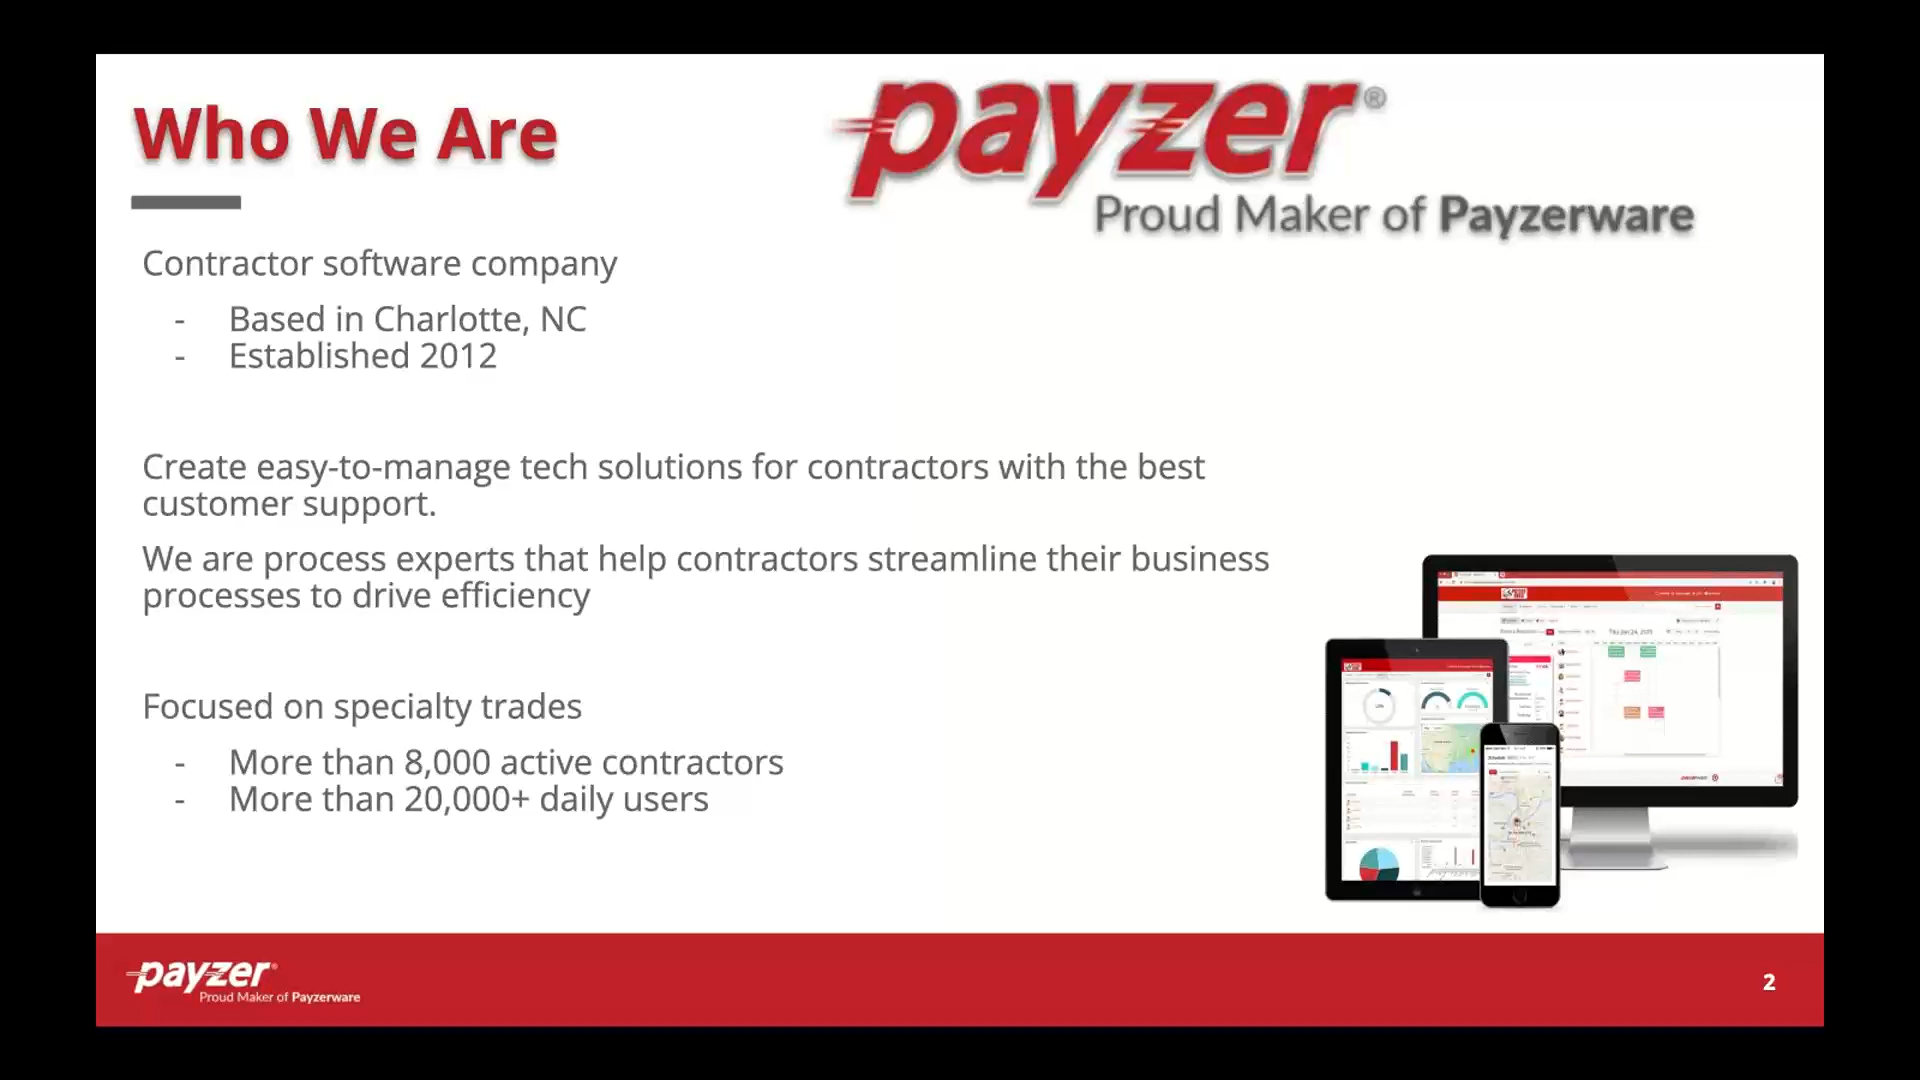 Who We Are
payzer®
Proud Maker of Payzerware
Contractor software company
- Based in Charlotte, NC
- Established 2012
Create easy-to-manage tech solutions for contractors with the best
customer support.
We are process experts that help contractors streamline their business
processes to drive efficiency
Focused on specialty trades
- More than 8,000 active contractors
- More than 20,000+ daily users
payzer®
Proud Maker of Payzerware
2